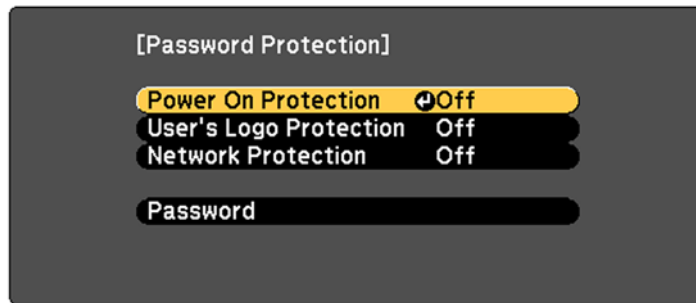 [Password Protection]
Power On Protection Off
User's Logo Protection Off
Network Protection Off
Password